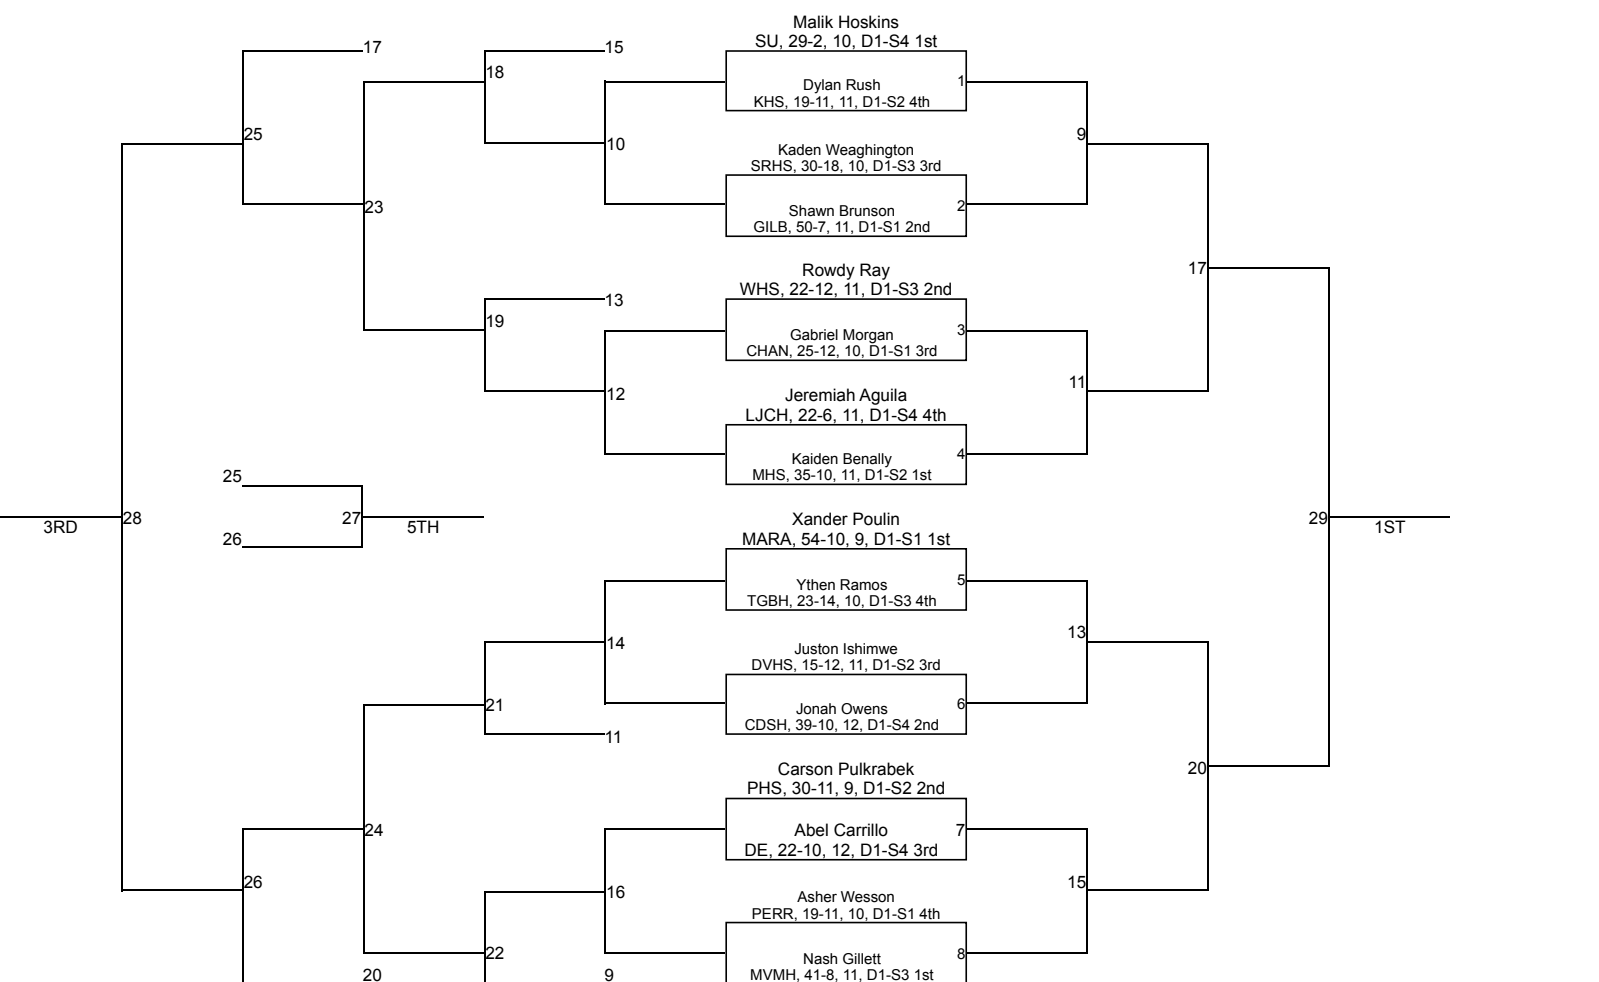 Malik Hoskins
17
15
SU, 29-2, 10, D1-S4 1st
18
Dylan Rush
1
KHS, 19-11, 11, D1-S2 4th
25
10
9
Kaden Weaghington
SRHS, 30-18, 10, D1-S3 3rd
23
Shawn Brunson
2
GILB, 50-7, 11, D1-S1 2nd
Rowdy Ray
17
WHS, 22-12, 11, D1-S3 2nd
13
19
Gabriel Morgan
3
CHAN, 25-12, 10, D1-S1 3rd
11
Jeremiah Aguila
12
LJCH, 22-6, 11, D1-S4 4th
Kaiden Benally
4
MHS, 35-10, 11, D1-S2 1st
25
Xander Poulin
3RD
28
27
5TH
29
1ST
26
MARA, 54-10, 9, D1-S1 1st
Ythen Ramos
5
TGBH, 23-14, 10, D1-S3 4th
13
14
Juston Ishimwe
DVHS, 15-12, 11, D1-S2 3rd
21
Jonah Owens
6
CDSH, 39-10, 12, D1-S4 2nd
11
Carson Pulkrabek
20
PHS, 30-11, 9, D1-S2 2nd
24
Abel Carrillo
7
DE, 22-10, 12, D1-S4 3rd
26
16
15
Asher Wesson
PERR, 19-11, 10, D1-S1 4th
22
Nash Gillett
8
20
9
MVMH, 41-8, 11, D1-S3 1st